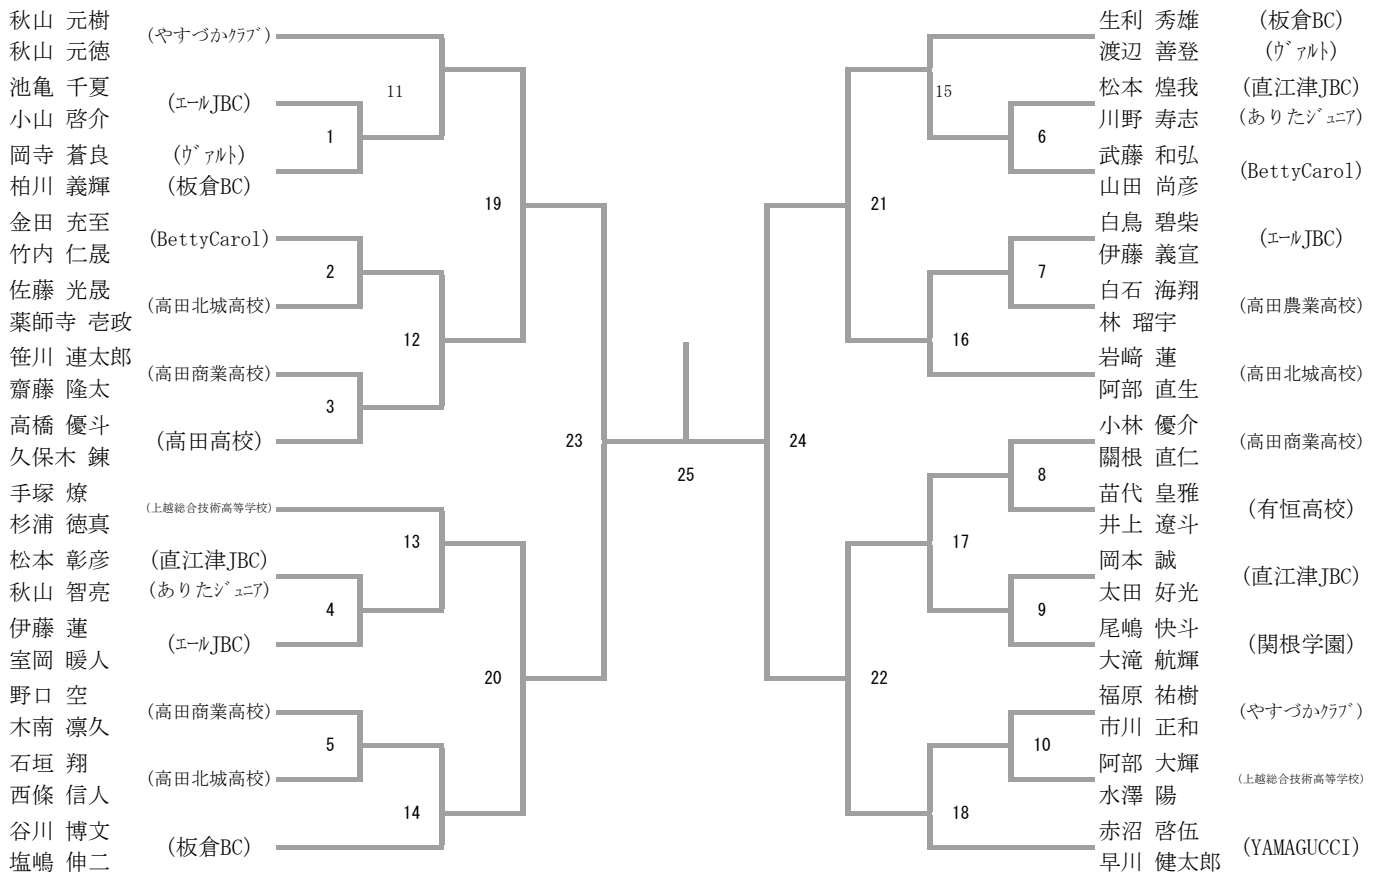 秋山 元樹
(やすづかｸﾗﾌﾞ)
秋山 元徳
池亀 千夏
(ｴｰﾙJBC)
小山 啓介
岡寺 蒼良 (ｳﾞｧﾙﾄ)
柏川 義輝 (板倉BC)
金田 充至
(BettyCarol)
竹内 仁晟
佐藤 光晟
(高田北城高校)
薬師寺 壱政
笹川 連太郎
(高田商業高校)
齋藤 隆太
高橋 優斗
(高田高校)
久保木 錬
手塚 燎
(上越総合技術高等学校)
杉浦 徳真
松本 彰彦 (直江津JBC)
秋山 智亮 (ありたｼﾞｭﾆｱ)
伊藤 蓮
(ｴｰﾙJBC)
室岡 暖人
野口 空
(高田商業高校)
木南 凛久
石垣 翔
(高田北城高校)
西條 信人
谷川 博文
(板倉BC)
塩嶋 伸二
1
2
3
4
5
11
12
13
14
19
20
23
25
24
21
22
15
16
17
18
6
7
8
9
10
生利 秀雄 (板倉BC)
渡辺 善登 (ｳﾞｧﾙﾄ)
松本 煌我 (直江津JBC)
川野 寿志 (ありたｼﾞｭﾆｱ)
武藤 和弘
(BettyCarol)
山田 尚彦
白鳥 碧柴
(ｴｰﾙJBC)
伊藤 義宣
白石 海翔
(高田農業高校)
林 瑠宇
岩﨑 蓮
(高田北城高校)
阿部 直生
小林 優介
(高田商業高校)
關根 直仁
苗代 皇雅
(有恒高校)
井上 遼斗
岡本 誠
(直江津JBC)
太田 好光
尾嶋 快斗
(関根学園)
大滝 航輝
福原 祐樹
(やすづかｸﾗﾌﾞ)
市川 正和
阿部 大輝
(上越総合技術高等学校)
水澤 陽
赤沼 啓伍
(YAMAGUCCI)
早川 健太郎